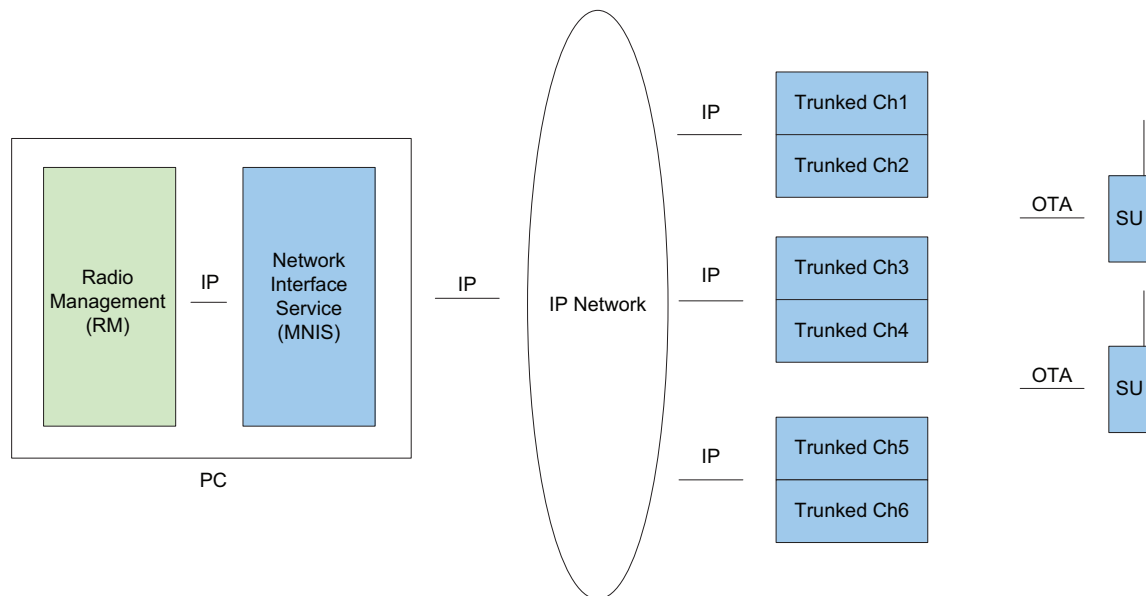 Radio
Management
(RM)
IP
Network
Interface
Service
(MNIS)
PC
IP
IP Network
IP
Trunked Ch1
Trunked Ch2
IP
Trunked Ch3
Trunked Ch4
IP
Trunked Ch5
Trunked Ch6
OTA
SU
OTA
SU